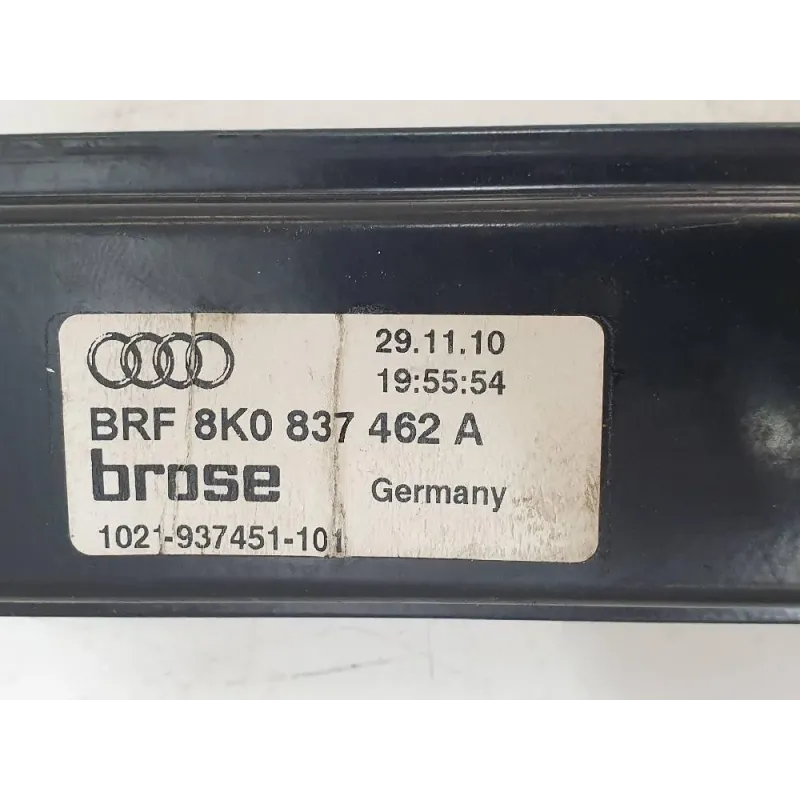 29.11.10
19:55:54
BRF 8K0 837 462 A
brose Germany
1021-937451-101